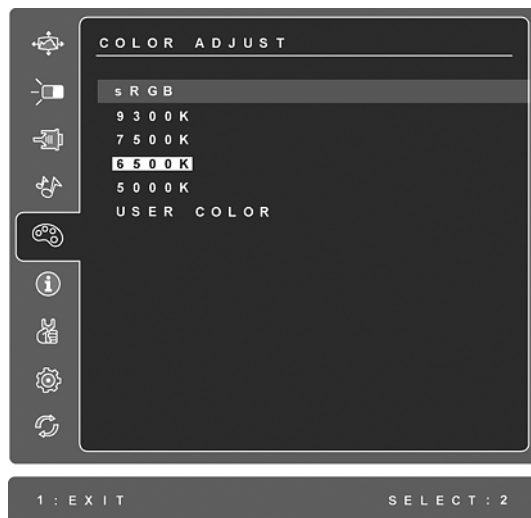 COLOR ADJUST
sRGB
9300K
7500K
6500K
5000K
USER COLOR
1:EXIT SELECT:2